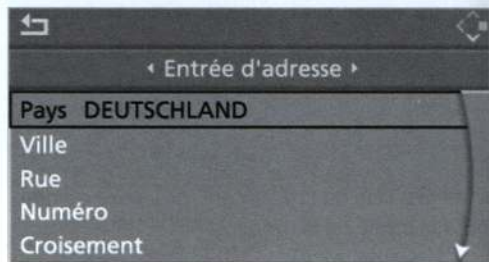 Entrée d'adresse
Pays DEUTSCHLAND
Ville
Rue
Numéro
Croisement